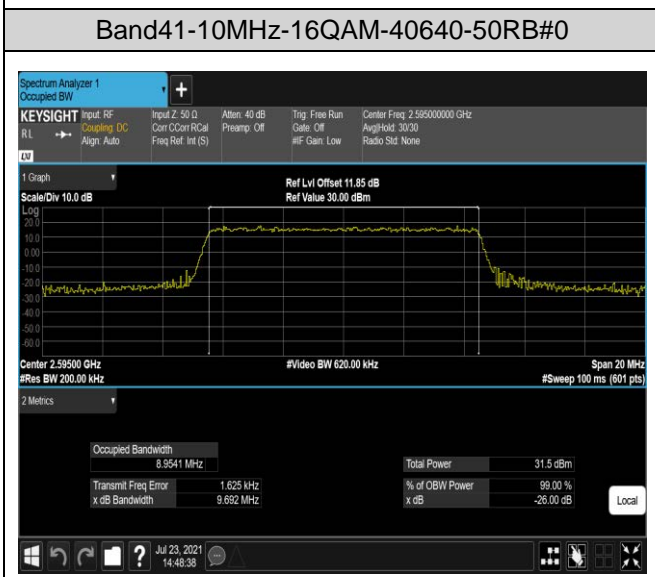 Band41-10MHz-16QAM-40640-50RB#0
Spectrum Analyzer 1
Occupied BW
+
KEYSIGHT Input: RF Input Z: 50 Ω Atten: 40 dB Trig: Free Run Center Freq: 2.595000000 GHz
RL Coupling: DC Corr CCorr RCal Preamp: Off Gate: Off Avg|Hold: 30/30
Align: Auto Freq Ref: Int (S) #IF Gain: Low Radio Std: None
LXI
1 Graph
Ref Lvl Offset 11.85 dB
Scale/Div 10.0 dB Ref Value 30.00 dBm
Log
20.0
10.0
0.00
-10.0
-20.0
-30.0
-40.0
-50.0
-60.0
Center 2.59500 GHz #Video BW 620.00 kHz Span 20 MHz
#Res BW 200.00 kHz #Sweep 100 ms (601 pts)
2 Metrics
Occupied Bandwidth
8.9541 MHz Total Power 31.5 dBm
Transmit Freq Error 1.625 kHz % of OBW Power 99.00 %
x dB Bandwidth 9.692 MHz x dB -26.00 dB
Local
? Jul 23, 2021
14:48:38